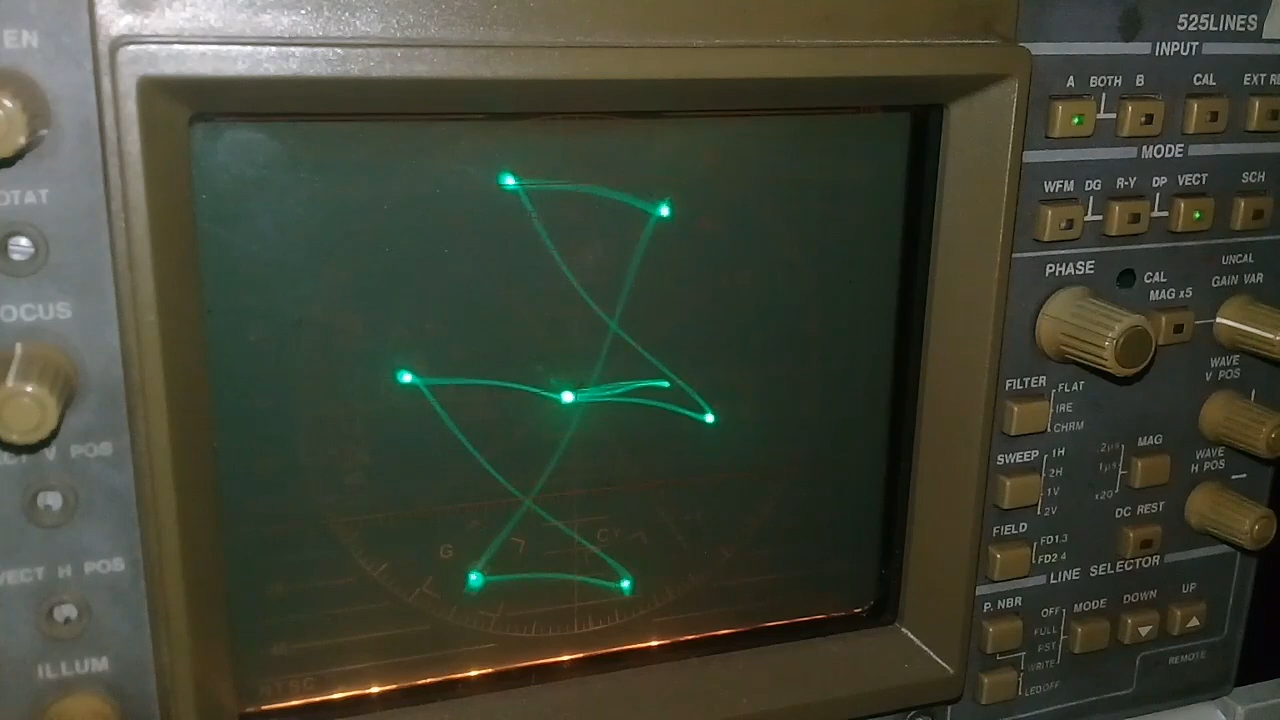 525LINES
INPUT
A BOTH B CAL EXT RE
MODE
WFM DG R-Y DP VECT SCH
PHASE
CAL
MAG x5
UNCAL
GAIN VAR
WAVE
V POS
FILTER
FLAT
IRE
CHRM
SWEEP
1H
2H
1V
2V
MAG
2μs
1μs
x20
WAVE
H POS
DC REST
FIELD
FD1.3
FD2.4
LINE SELECTOR
P. NBR
OFF
FULL
MODE DOWN UP
WRITE
LED OFF
REMOTE
EN
OTAT
OCUS
V POS
VECT H POS
ILLUM
G
CY
NTSC